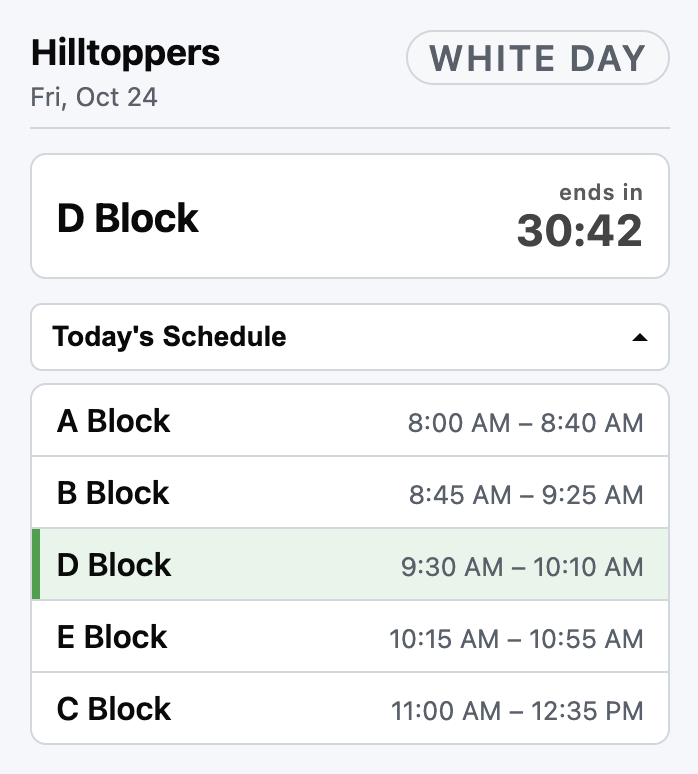 Hilltoppers
WHITE DAY
Fri, Oct 24
D Block
ends in
30:42
Today's Schedule
A Block 8:00 AM – 8:40 AM
B Block 8:45 AM – 9:25 AM
D Block 9:30 AM – 10:10 AM
E Block 10:15 AM – 10:55 AM
C Block 11:00 AM – 12:35 PM